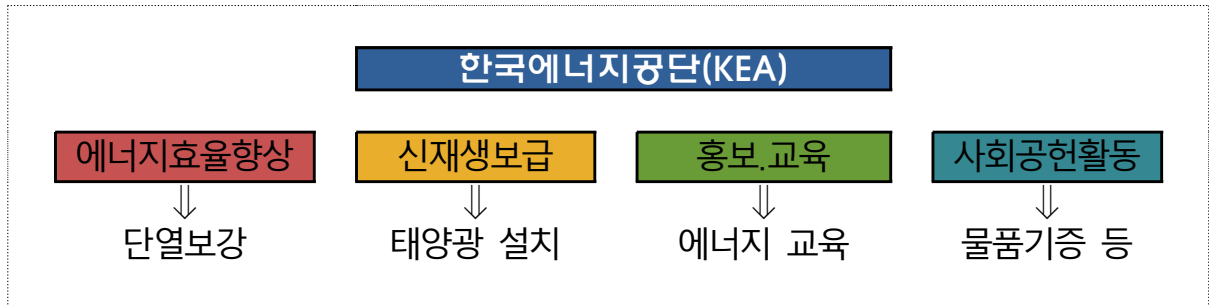 한국에너지공단(KEA)
에너지효율향상 신재생보급 홍보.교육 사회공헌활동
⇓ ⇓ ⇓ ⇓
단열보강 태양광 설치 에너지 교육 물품기증 등